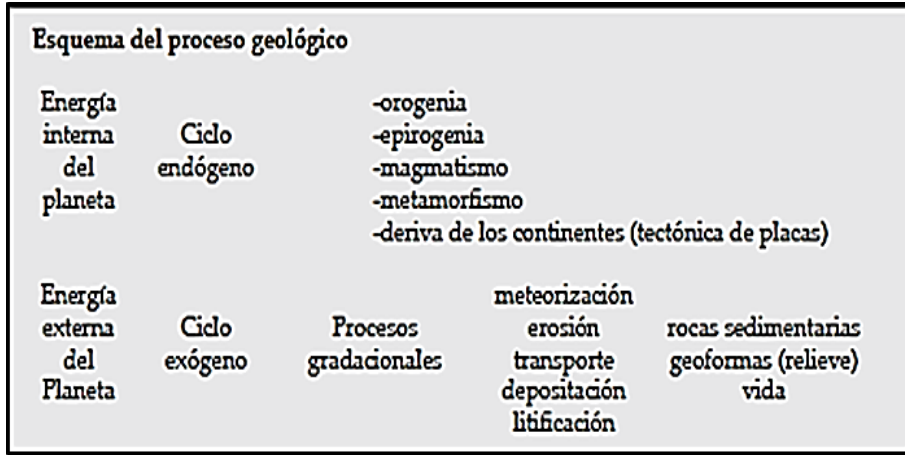 Esquema del proceso geológico
Energía
interna
del
planeta
Ciclo
endógeno
-orogenia
-epirogenia
-magmatismo
-metamorfismo
-deriva de los continentes (tectónica de placas)
Energía
externa
del
Planeta
Ciclo
exógeno
Procesos
gradacionales
meteorización
erosión
transporte
depositación
litificación
rocas sedimentarias
geoformas (relieve)
vida